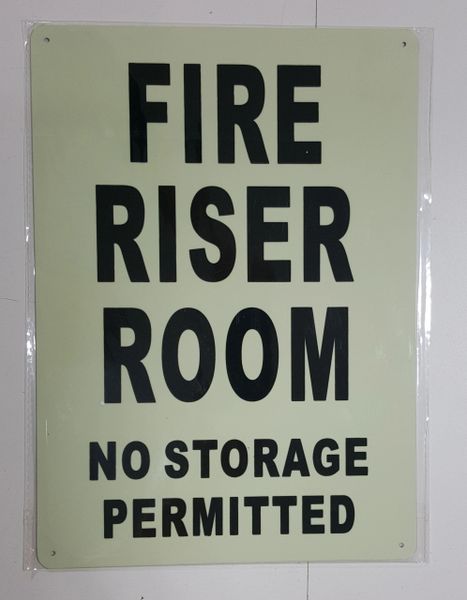 FIRE
RISER
ROOM
NO STORAGE
PERMITTED